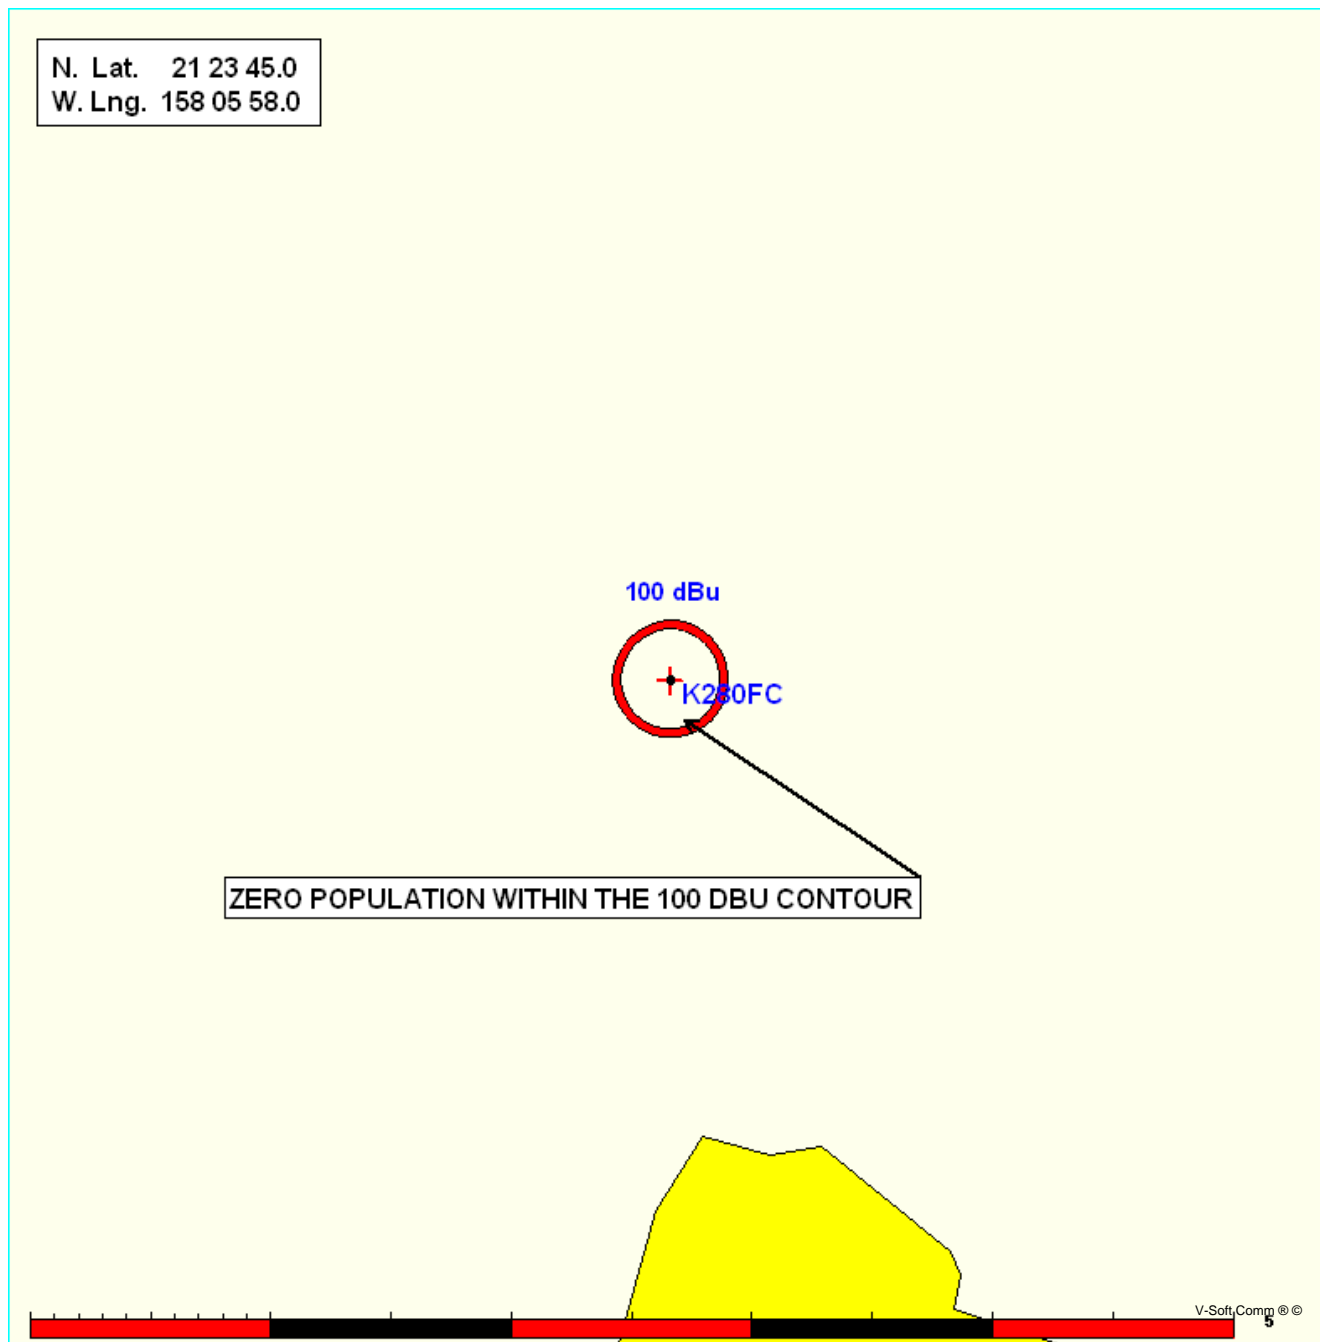 N. Lat. 21 23 45.0
W. Lng. 158 05 58.0
100 dBu
K280FC
ZERO POPULATION WITHIN THE 100 DBU CONTOUR
V-Soft Comm ® ©
5